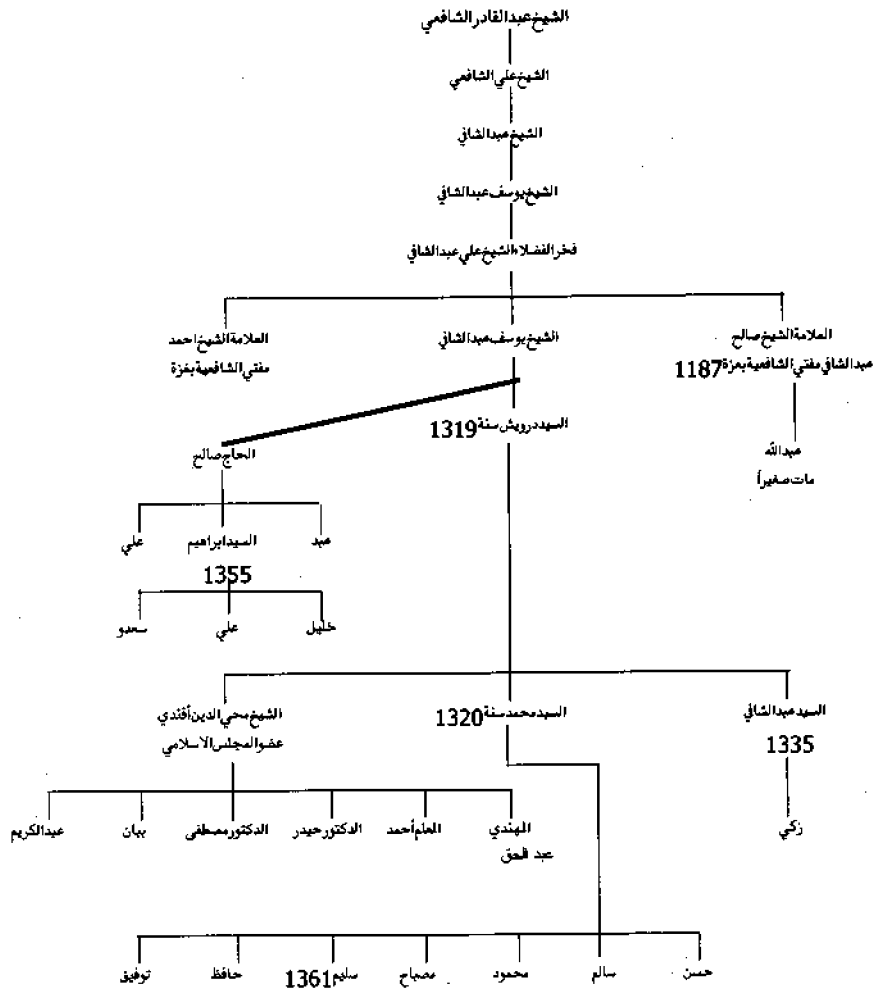 الشيخ عبدالقادر الشافعي
الشيخ علي الشافعي
الشيخ عبدالشافي
الشيخ يوسف عبدالشافي
فخر الفضلاء الشيخ علي عبدالشافي
العلامة الشيخ صالح
عبدالشافي مفتي الشافعية بغزة 1187
الشيخ يوسف عبدالشافي
العلامة الشيخ احمد
مفتي الشافعية بغزة
السيد درويش سنة 1319
عبدالله
مات صغيراً
الحاج صالح
عبد
السيد ابراهيم
علي
1355
خليل
علي
سعدو
السيد عبدالشافي
1335
السيد محمد سنة 1320
الشيخ محي الدين أفندي
عضو المجلس الاسلامي
زكي
المهندي
عبد الحق
المعلم أحمد
الدكتور حيدر
الدكتور مصطفى
بيان
عبدالكريم
حسن
سالم
محمود
مصباح
سليم 1361
حافظ
توفيق